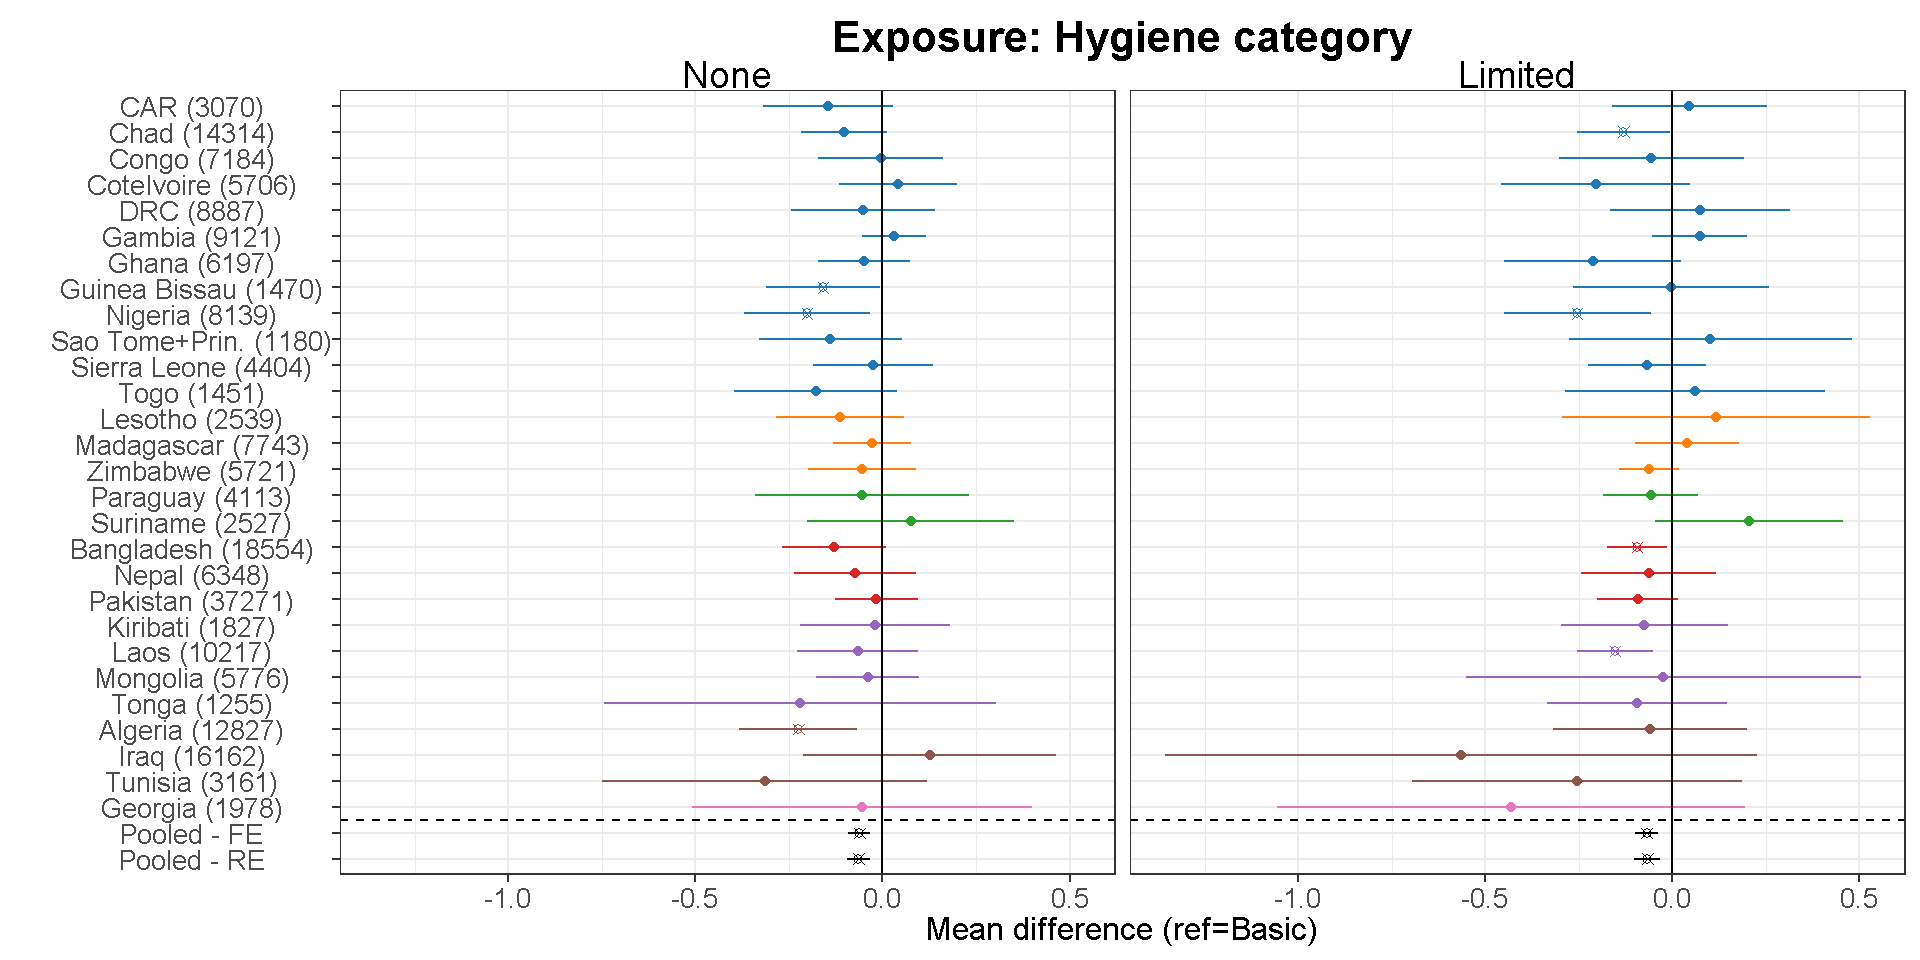 Exposure: Hygiene category
None
Limited
CAR (3070)
Chad (14314)
Congo (7184)
CoteIvoire (5706)
DRC (8887)
Gambia (9121)
Ghana (6197)
Guinea Bissau (1470)
Nigeria (8139)
Sao Tome+Prin. (1180)
Sierra Leone (4404)
Togo (1451)
Lesotho (2539)
Madagascar (7743)
Zimbabwe (5721)
Paraguay (4113)
Suriname (2527)
Bangladesh (18554)
Nepal (6348)
Pakistan (37271)
Kiribati (1827)
Laos (10217)
Mongolia (5776)
Tonga (1255)
Algeria (12827)
Iraq (16162)
Tunisia (3161)
Georgia (1978)
Pooled - FE
Pooled - RE
-1.0 -0.5 0.0 0.5 -1.0 -0.5 0.0 0.5
Mean difference (ref=Basic)